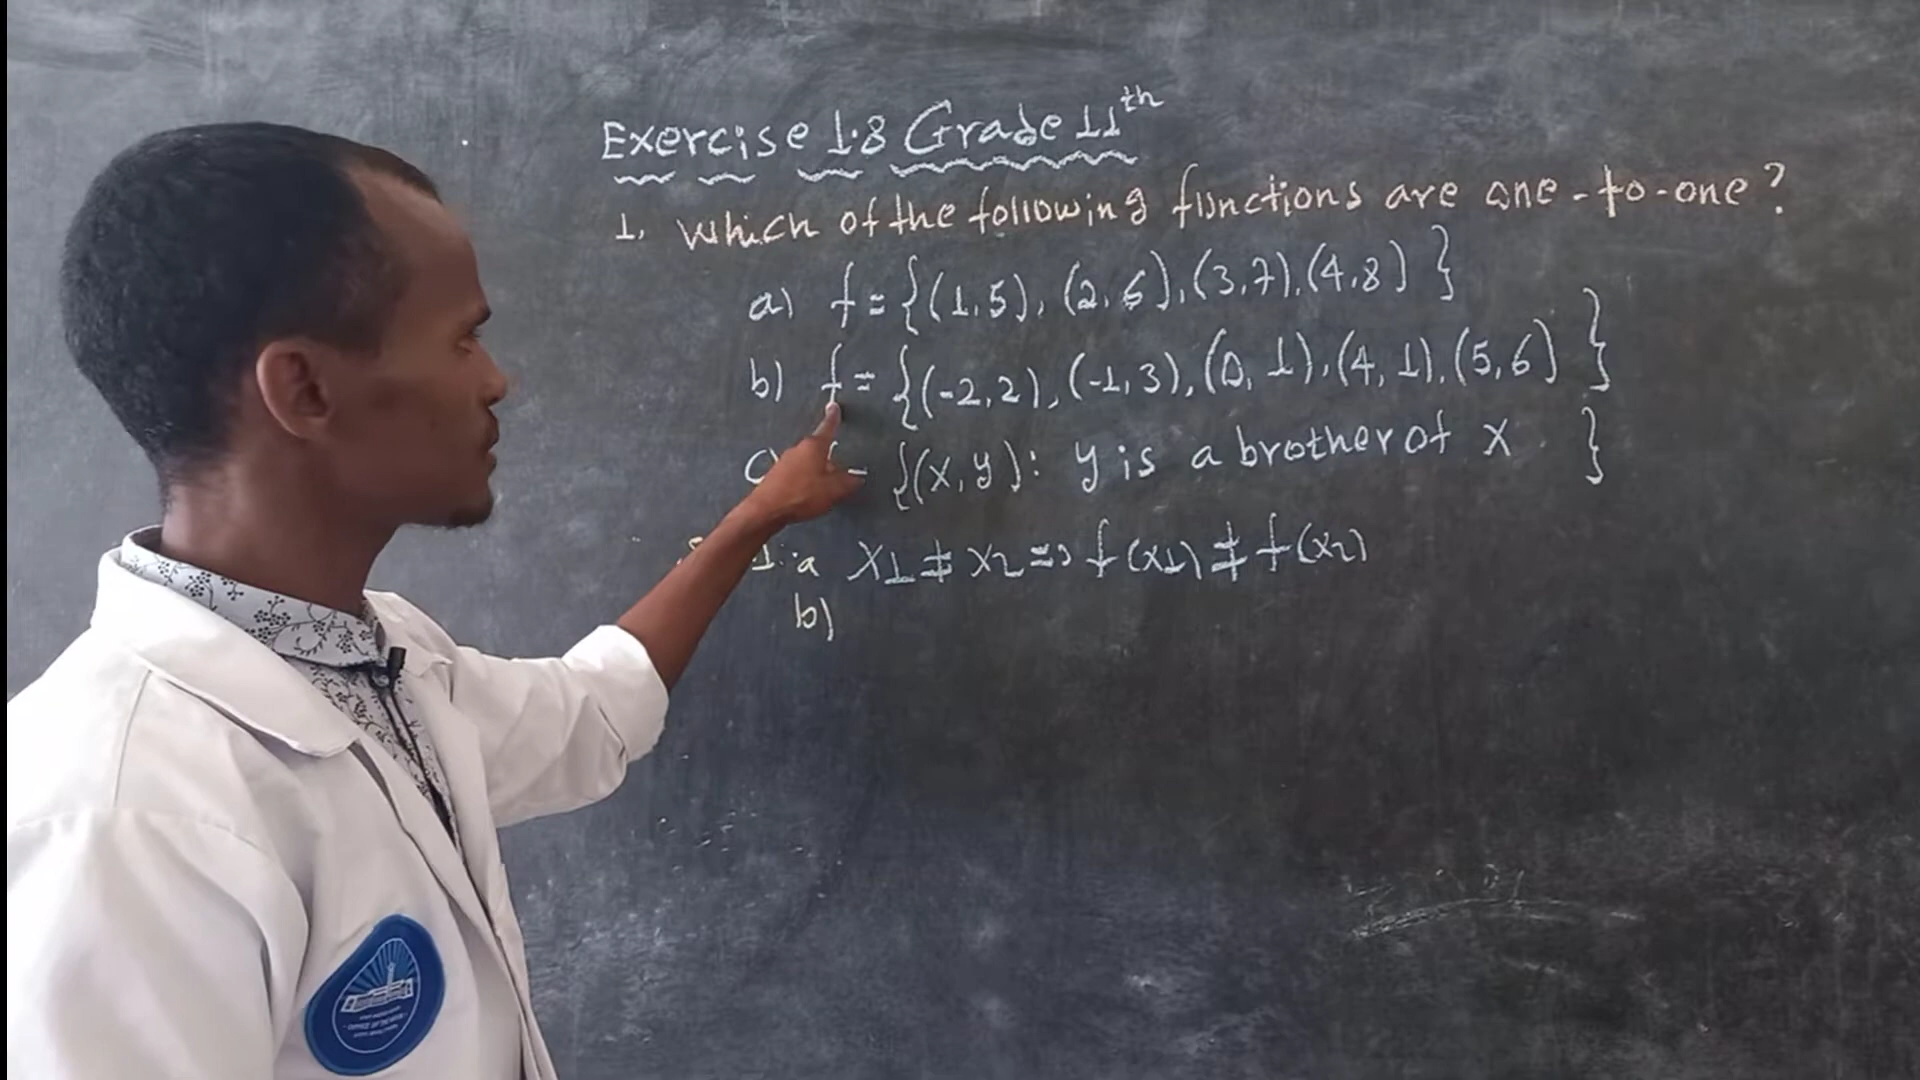 Exercise 1.8 Grade 11th
1. Which of the following functions are one-to-one?
a) f = {(1,5), (2,6), (3,7), (4,8)}
b) f = {(-2,2), (-1,3), (0,1), (4,1), (5,6)}
c) = {(x,y): y is a brother of x }
1. a x1 ≠ x2 => f(x1) ≠ f(x2)
b)